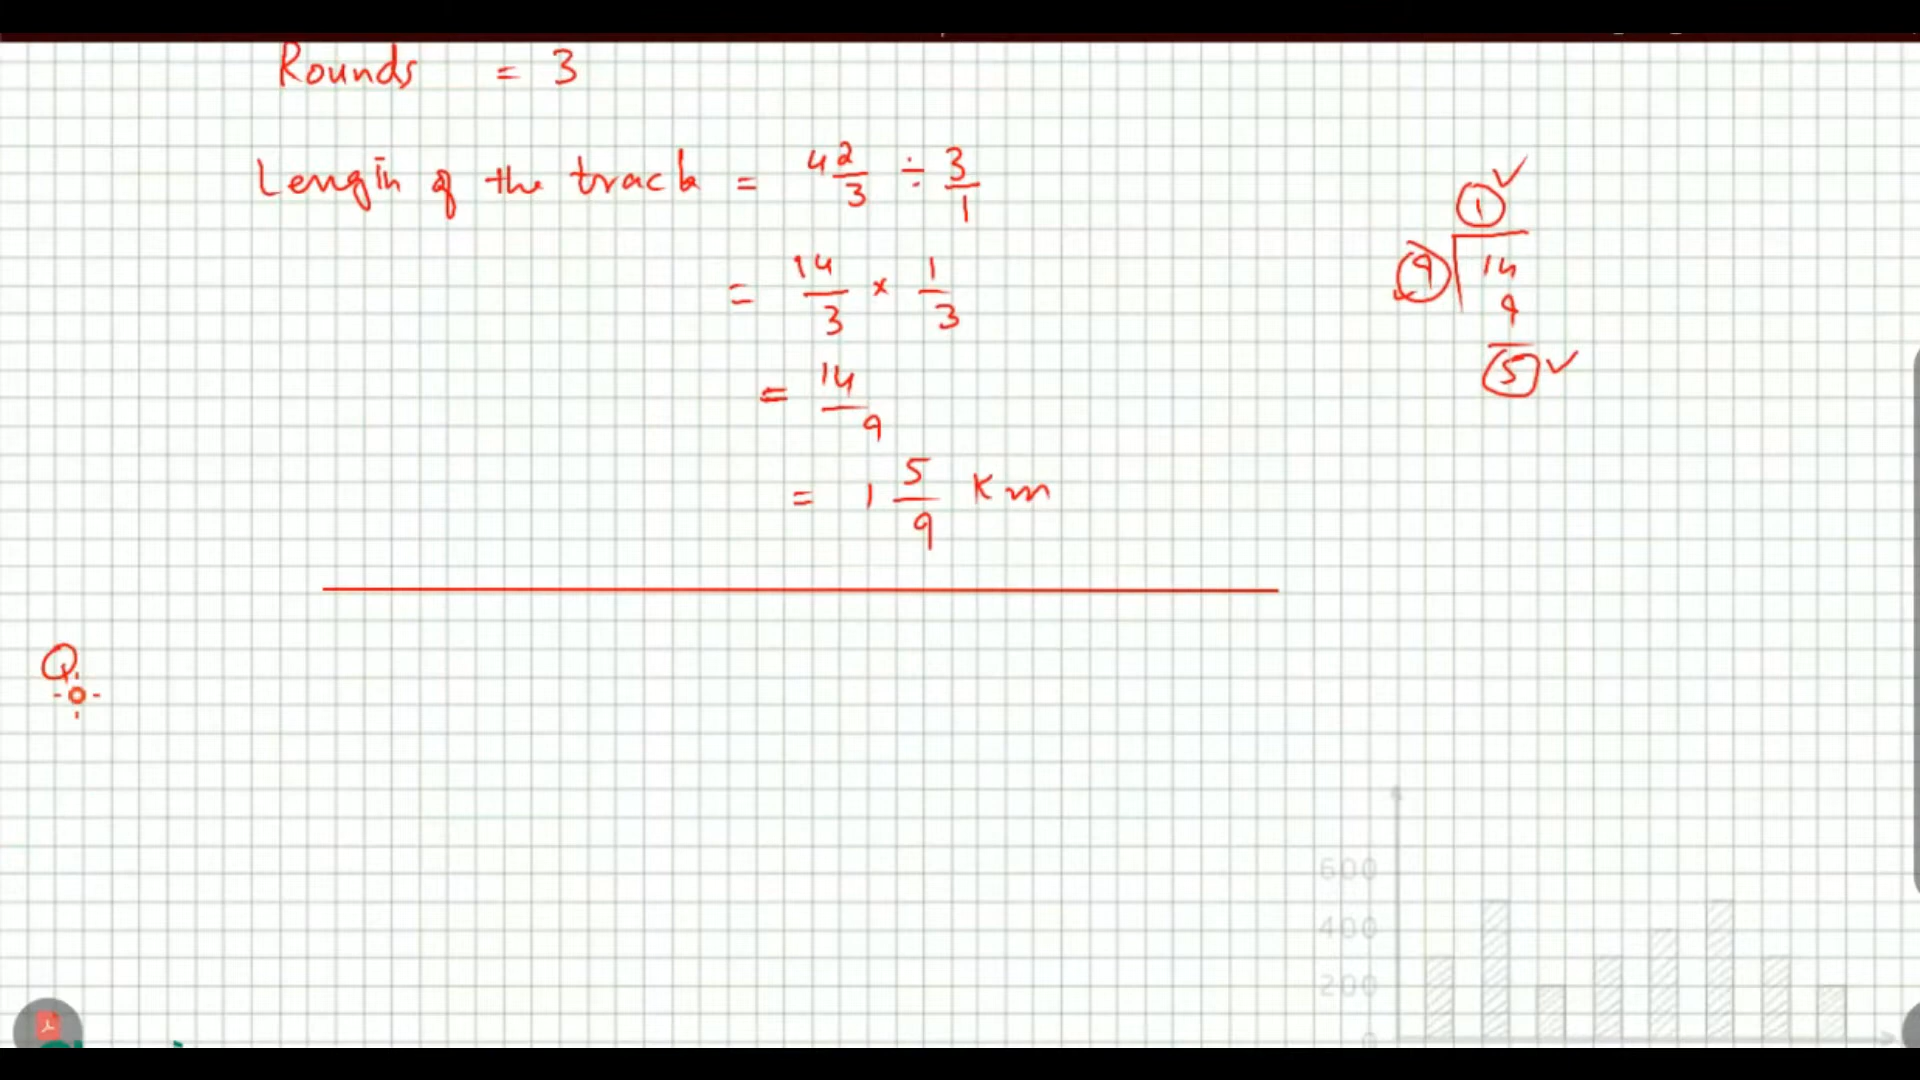 Rounds = 3
Length of the track = 4 2/3 ÷ 3/1
= 14/3 × 1/3
= 14/9
= 1 5/9 Km
1
9 14
9
5
Q
600
400
200
0